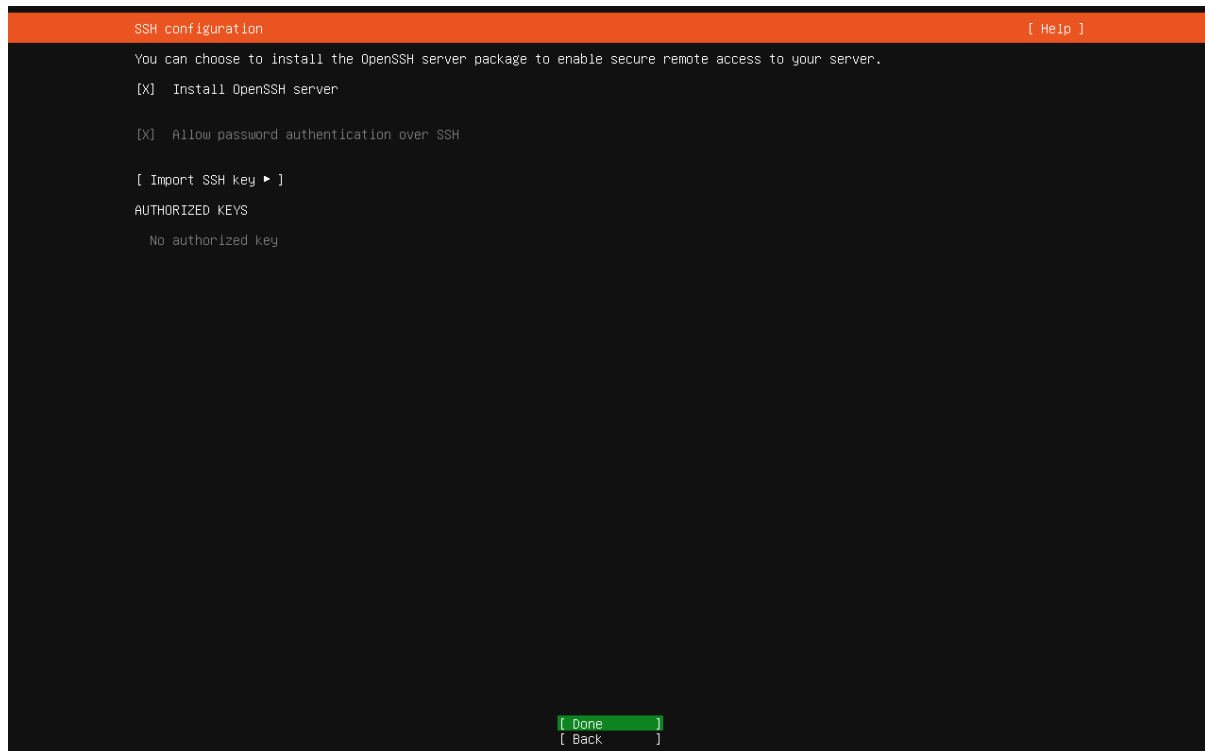 SSH configuration [ Help ]
You can choose to install the OpenSSH server package to enable secure remote access to your server.
[X] Install OpenSSH server
[X] Allow password authentication over SSH
[ Import SSH key ▸ ]
AUTHORIZED KEYS
No authorized key
[ Done ]
[ Back ]